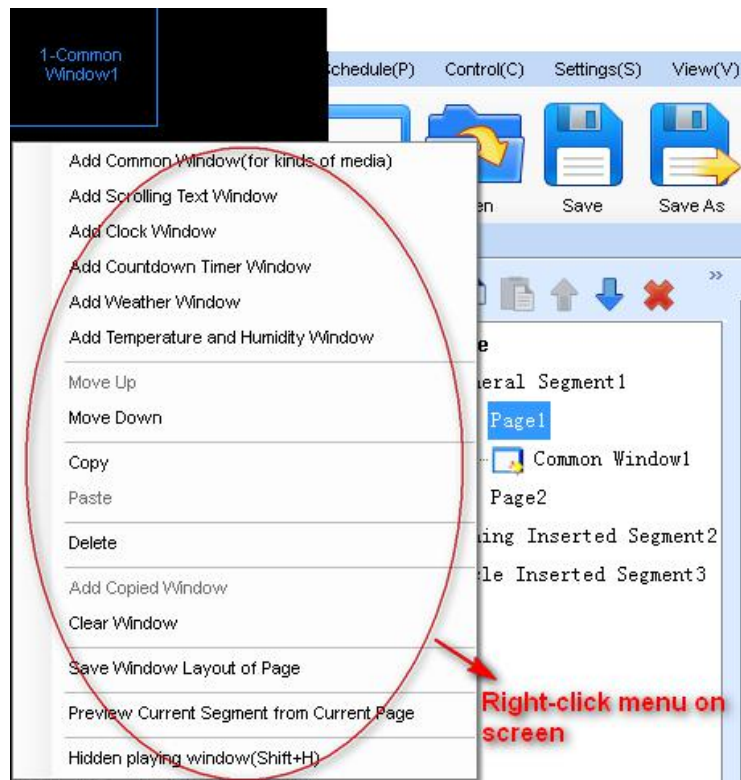 1-Common
Window1
chedule(P)
Control(C)
Settings(S)
View(V)
en
Save
Save As
Add Common Window(for kinds of media)
Add Scrolling Text Window
Add Clock Window
Add Countdown Timer Window
Add Weather Window
Add Temperature and Humidity Window
Move Up
Move Down
Copy
Paste
Delete
Add Copied Window
Clear Window
Save Window Layout of Page
Preview Current Segment from Current Page
Hidden playing window(Shift+H)
e
eral Segment1
Page1
Common Window1
Page2
ing Inserted Segment2
le Inserted Segment3
Right-click menu on
screen